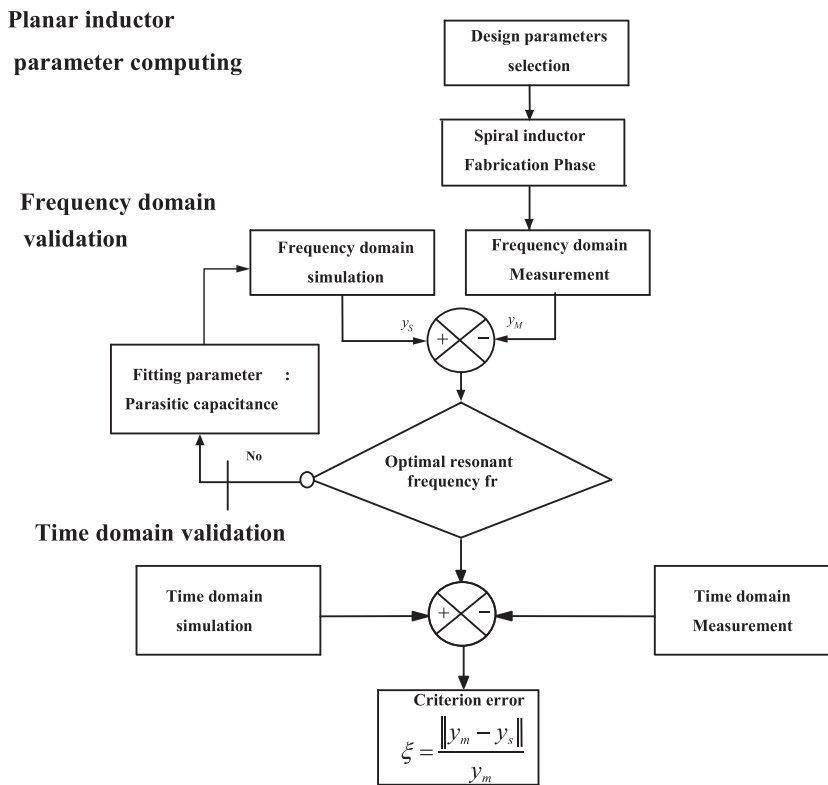 Planar inductor
parameter computing
Design parameters
selection
Spiral inductor
Fabrication Phase
Frequency domain
validation
Frequency domain
simulation
Frequency domain
Measurement
y_S
y_M
+
−
Fitting parameter :
Parasitic capacitance
No
Optimal resonant
frequency fr
Time domain validation
Time domain
simulation
+
−
Time domain
Measurement
Criterion error
ξ = ‖y_m − y_s‖ / y_m